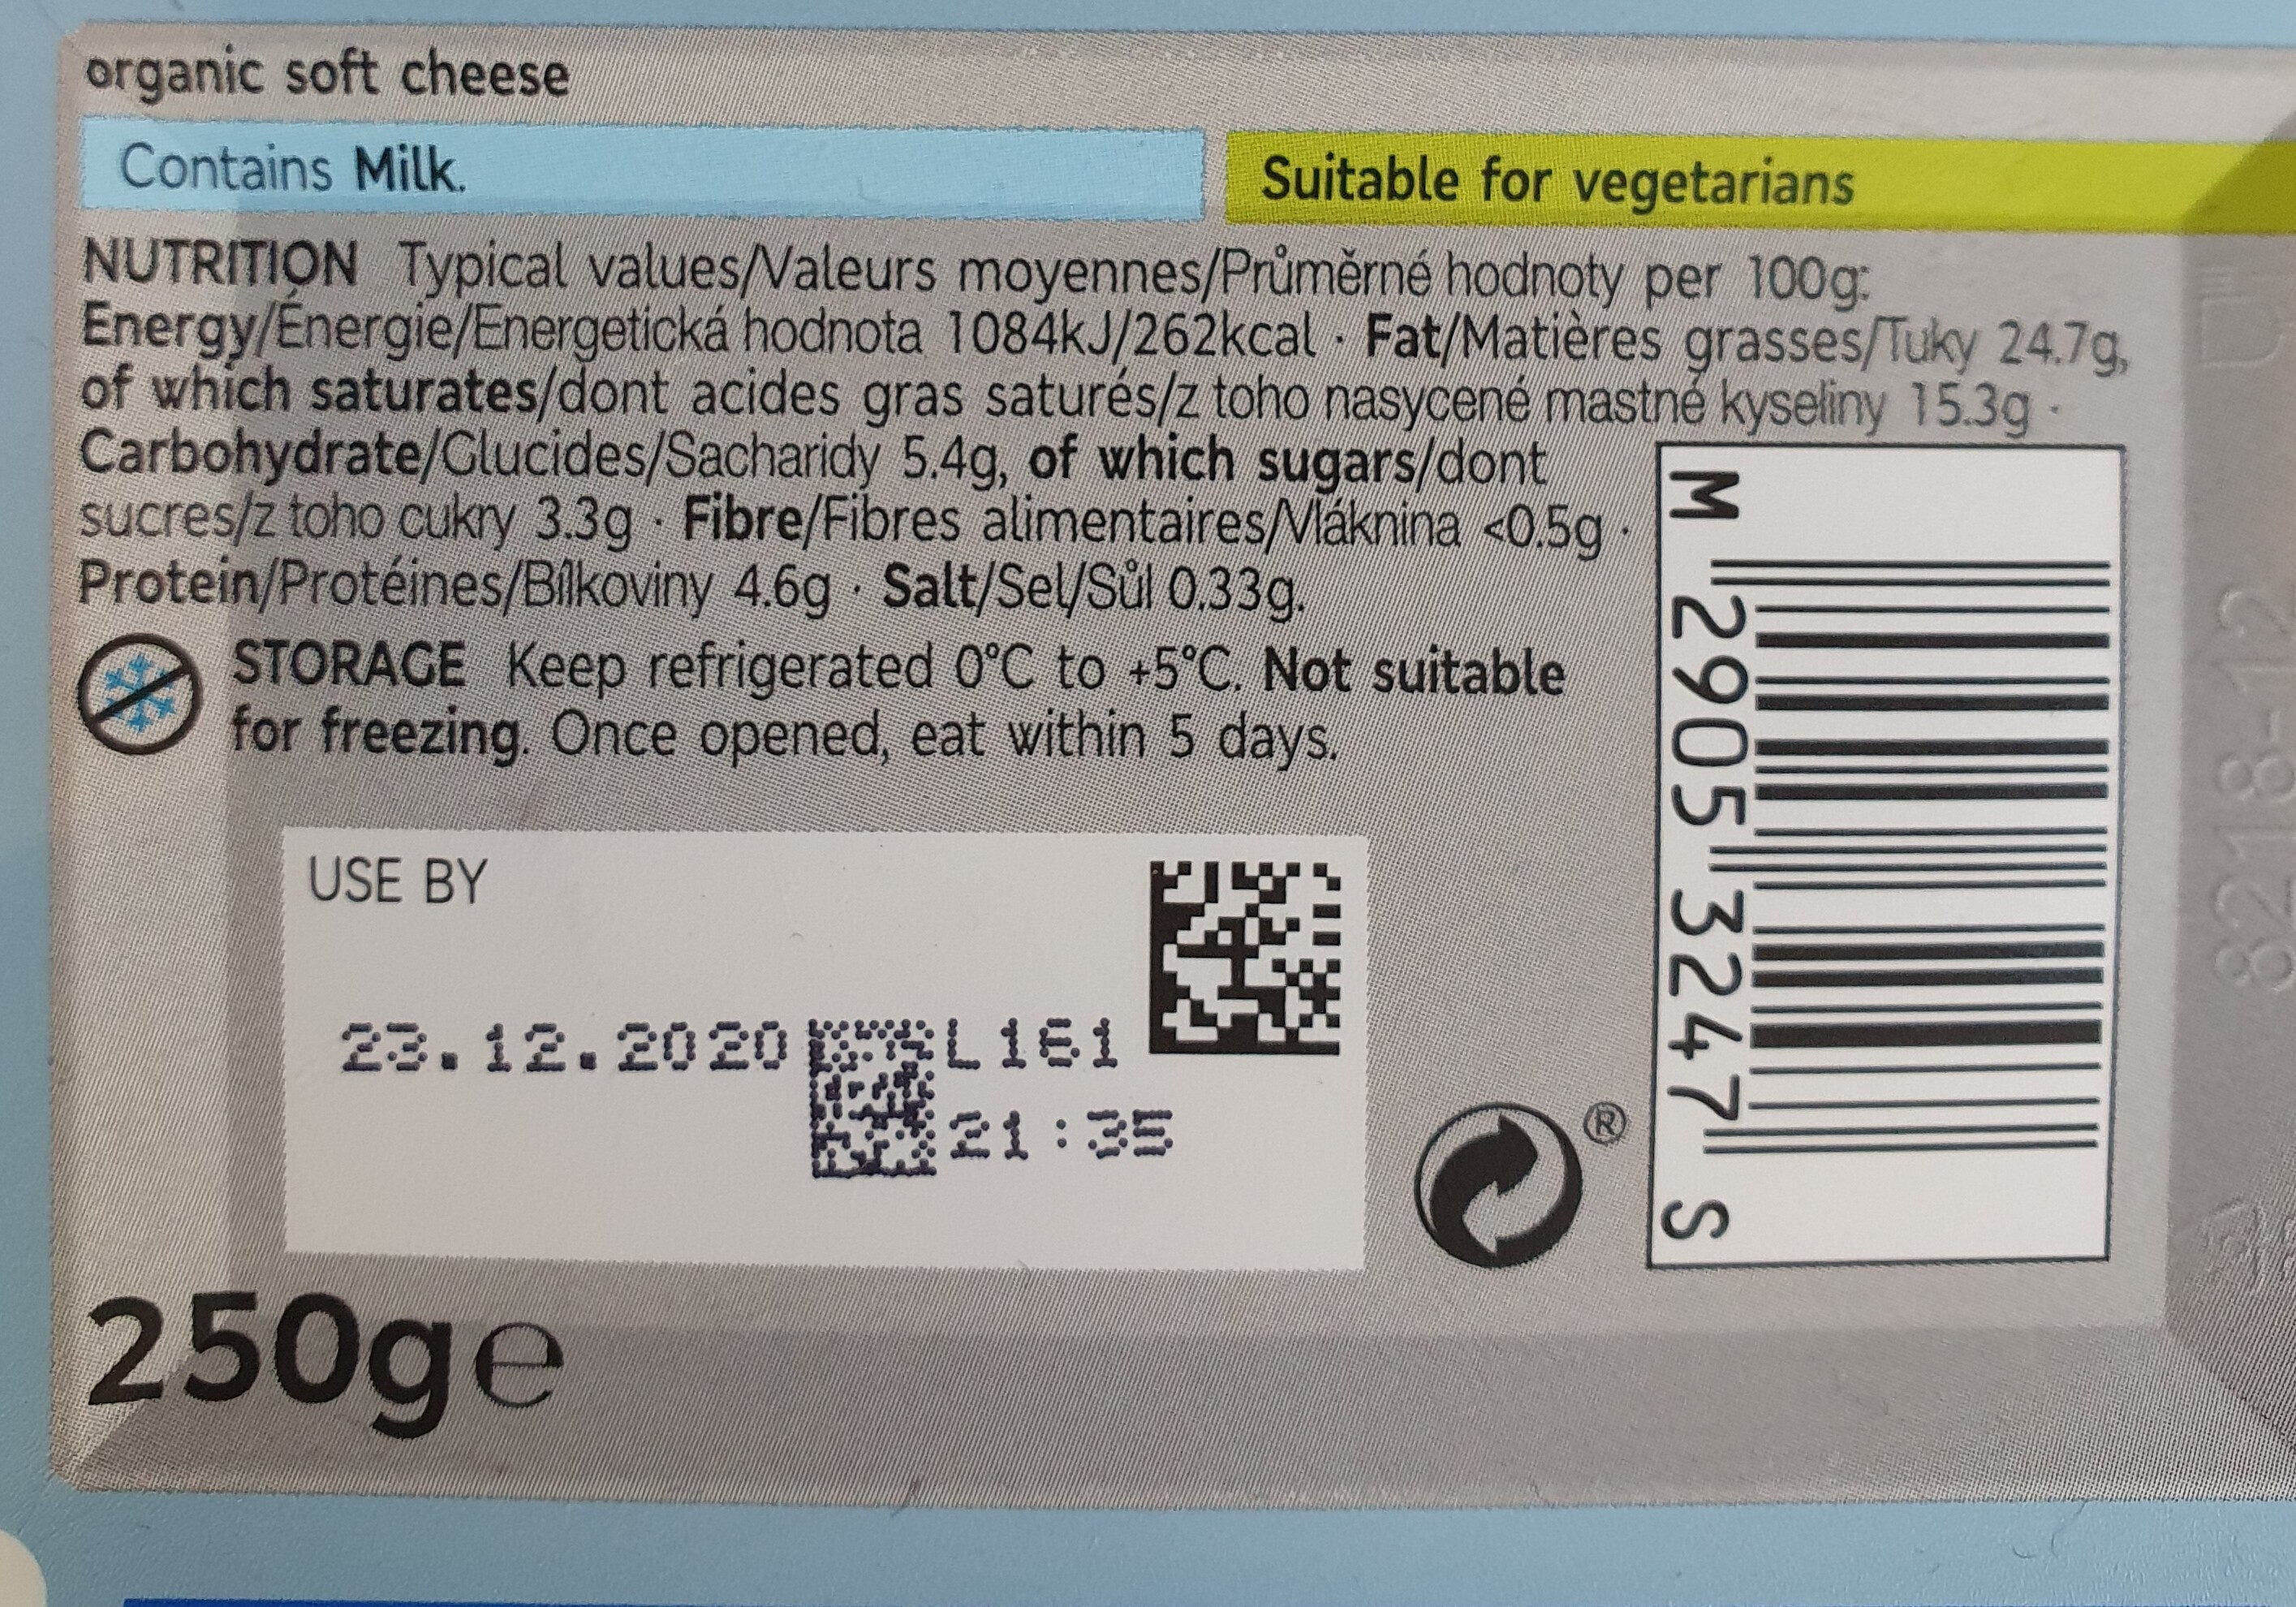 organic soft cheese
Contains Milk.
Suitable for vegetarians
NUTRITION Typical values/Valeurs moyennes/Průměrné hodnoty per 100g:
Energy/Énergie/Energetická hodnota 1084kJ/262kcal · Fat/Matières grasses/Tuky 24.7g,
of which saturates/dont acides gras saturés/z toho nasycené mastné kyseliny 15.3g ·
Carbohydrate/Glucides/Sacharidy 5.4g, of which sugars/dont
sucres/z toho cukry 3.3g · Fibre/Fibres alimentaires/Vláknina <0.5g ·
Protein/Protéines/Bílkoviny 4.6g · Salt/Sel/Sůl 0.33g.
STORAGE Keep refrigerated 0°C to +5°C. Not suitable
for freezing. Once opened, eat within 5 days.
USE BY
23.12.2020 L161
21:35
®
M 2905 3247 S
250g e
8218-12